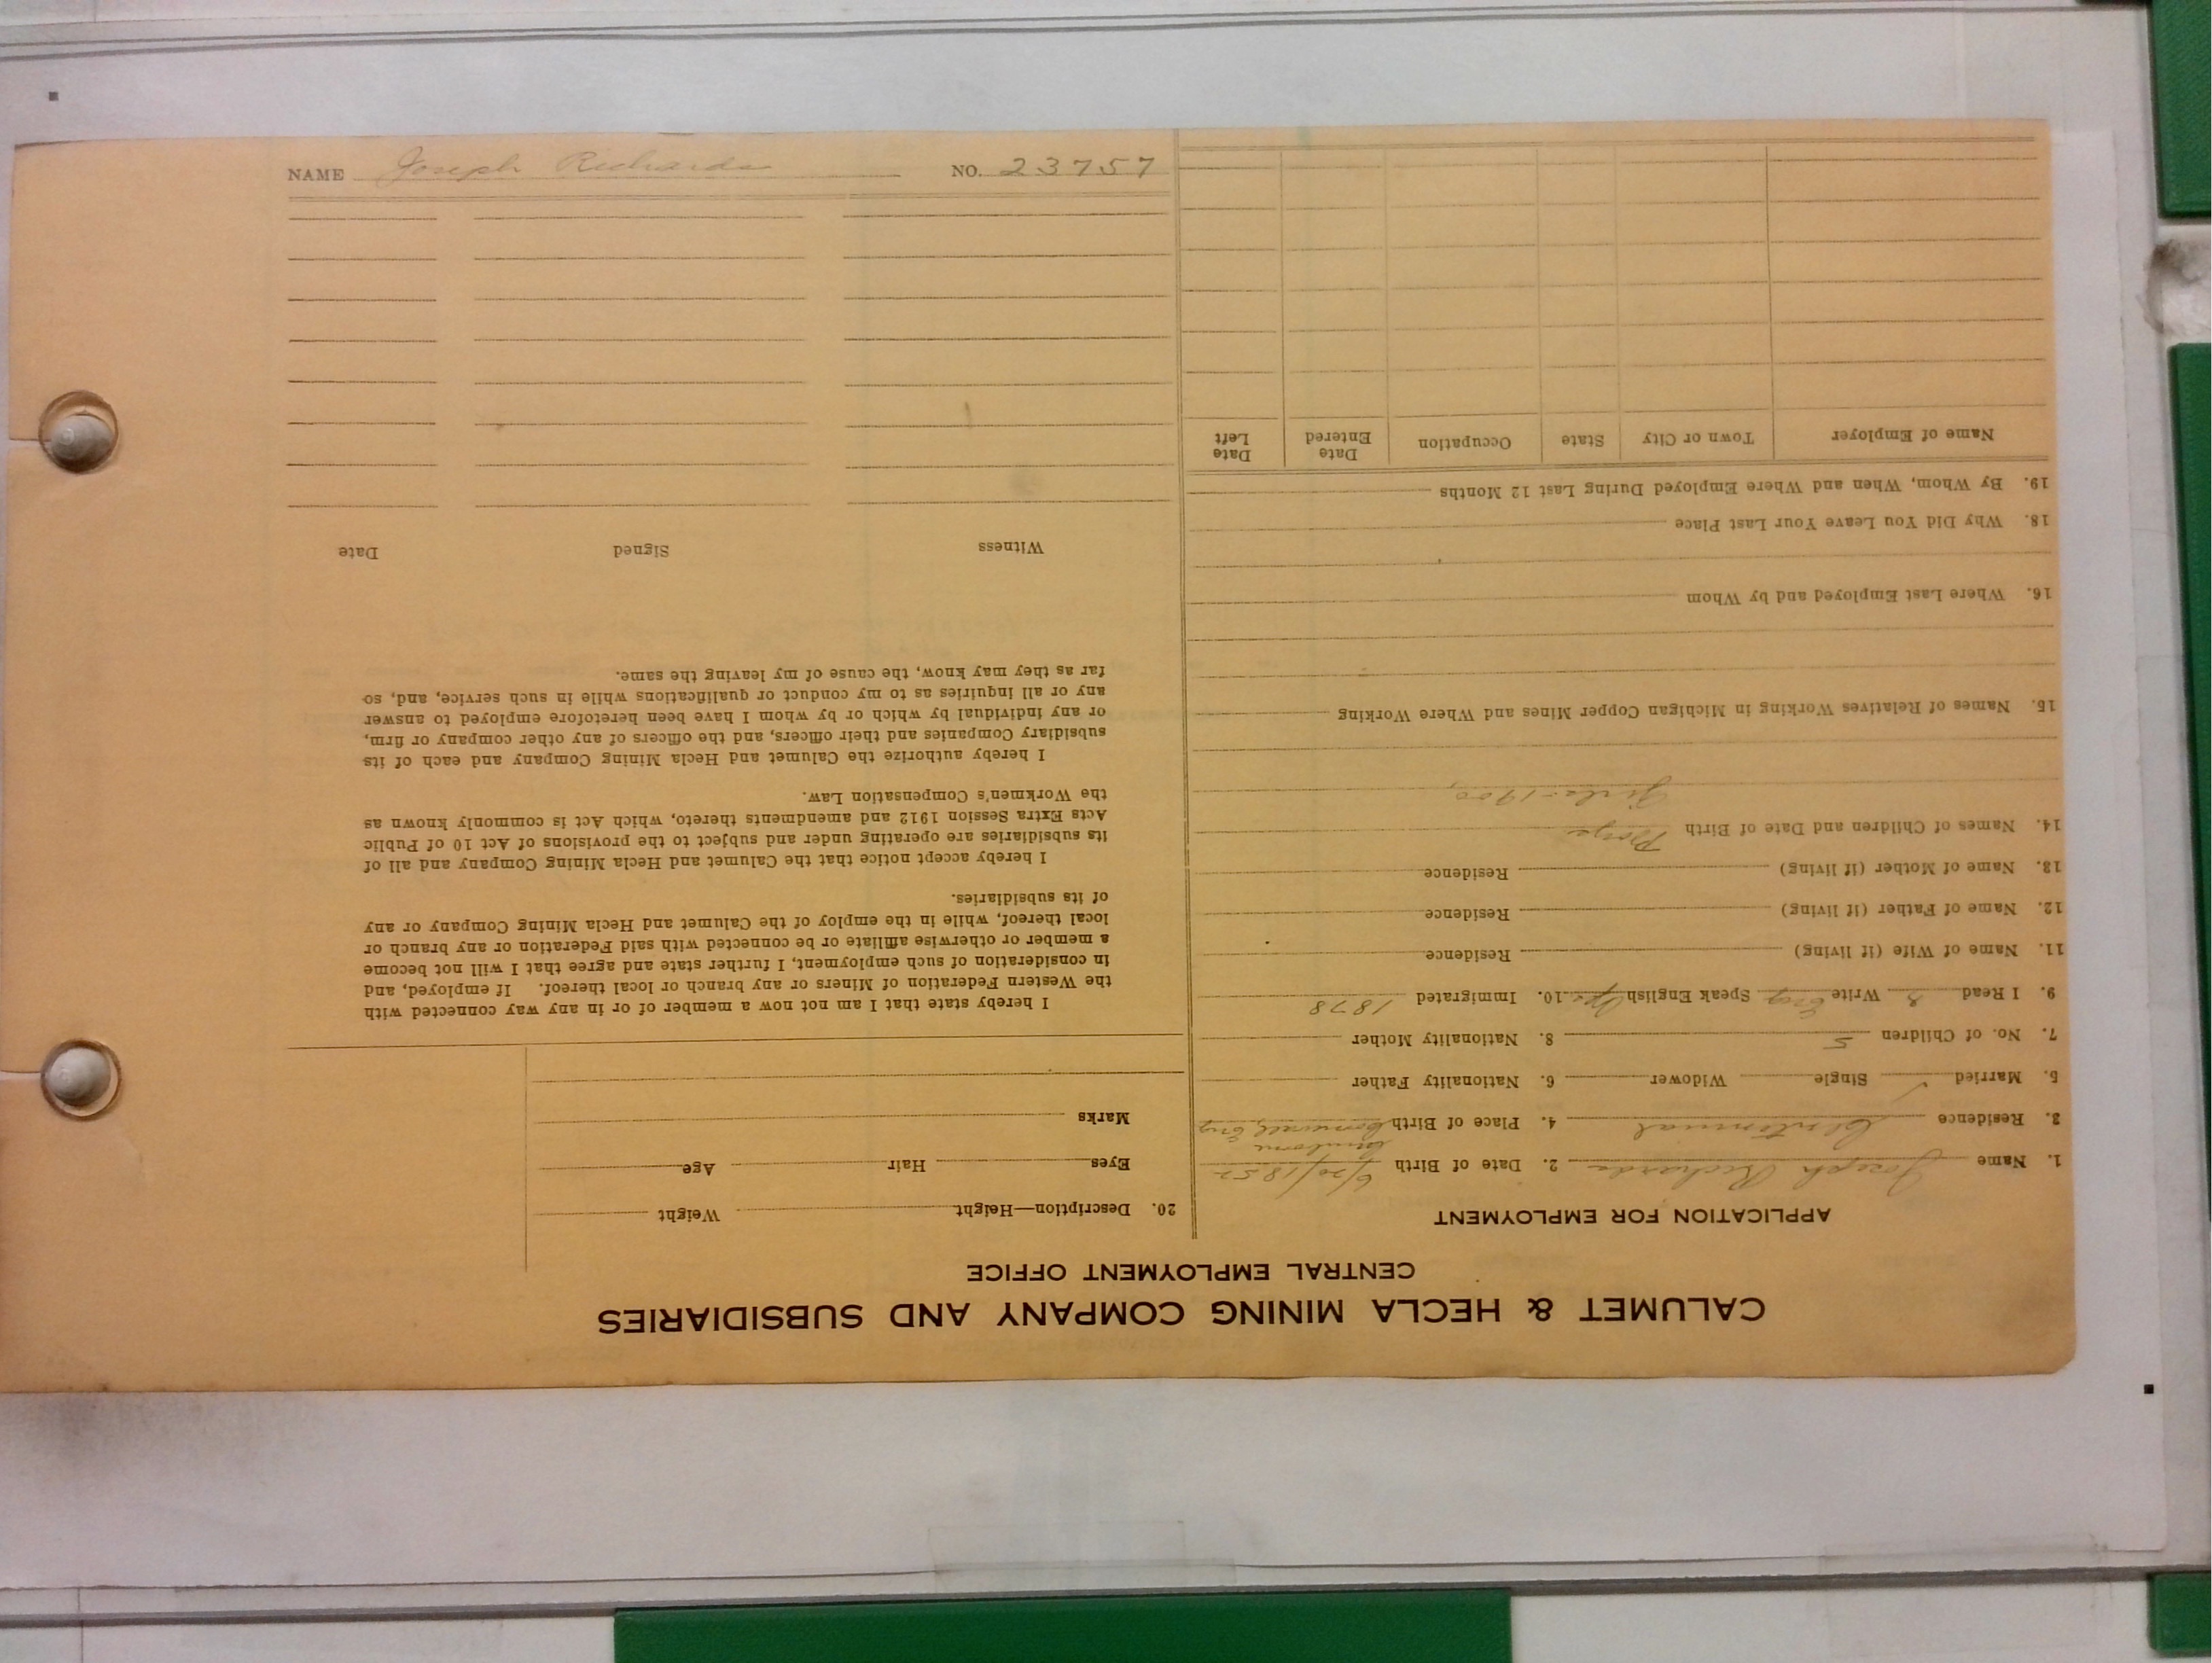 CALUMET & HECLA MINING COMPANY AND SUBSIDIARIES
CENTRAL EMPLOYMENT OFFICE
APPLICATION FOR EMPLOYMENT
1. Name Joseph Richards 2. Date of Birth 6/20/1852
3. Residence Centennial 4. Place of Birth Camborne Cornwall, Eng
5. Married ✓ Single Widower 6. Nationality Father
7. No. of Children 5 8. Nationality Mother
9. I Read & Write Eng Speak English yes 10. Immigrated 1878
11. Name of Wife (if living) Residence
12. Name of Father (if living) Residence
13. Name of Mother (if living) Residence
14. Names of Children and Date of Birth
Girls-1900,
15. Names of Relatives Working in Michigan Copper Mines and Where Working
16. Where Last Employed and by Whom
18. Why Did You Leave Your Last Place
19. By Whom, When and Where Employed During Last 12 Months
Name of Employer Town or City State Occupation Date Entered Date Left
20. Description—Height Weight
Eyes Hair Age
Marks
I hereby state that I am not now a member of or in any way connected with
the Western Federation of Miners or any branch or local thereof. If employed, and
in consideration of such employment, I further state and agree that I will not become
a member or otherwise affiliate or be connected with said Federation or any branch or
local thereof, while in the employ of the Calumet and Hecla Mining Company or any
of its subsidiaries.
I hereby accept notice that the Calumet and Hecla Mining Company and all of
its subsidiaries are operating under and subject to the provisions of Act 10 of Public
Acts Extra Session 1912 and amendments thereto, which Act is commonly known as
the Workmen's Compensation Law.
I hereby authorize the Calumet and Hecla Mining Company and each of its
subsidiary Companies and their officers, and the officers of any other company or firm,
or any individual by which or by whom I have been heretofore employed to answer
any or all inquiries as to my conduct or qualifications while in such service, and, so
far as they may know, the cause of my leaving the same.
Witness Signed Date
NAME Joseph Richards NO. 23757